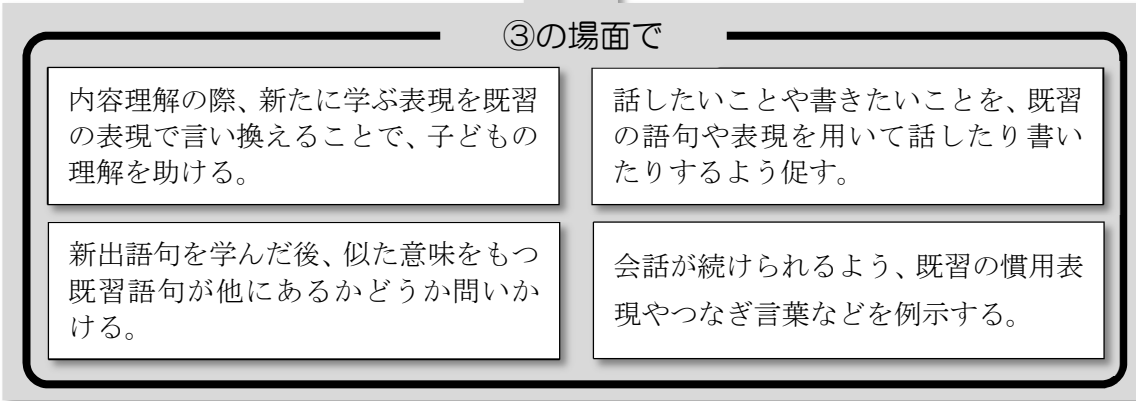 ③の場面で
内容理解の際、新たに学ぶ表現を既習
の表現で言い換えることで、子どもの
理解を助ける。
話したいことや書きたいことを、既習
の語句や表現を用いて話したり書い
たりするよう促す。
新出語句を学んだ後、似た意味をもつ
既習語句が他にあるかどうか問いか
ける。
会話が続けられるよう、既習の慣用表
現やつなぎ言葉などを例示する。